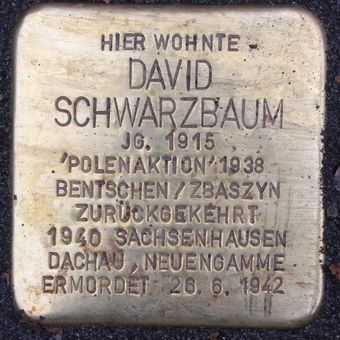 HIER WOHNTE
DAVID
SCHWARZBAUM
JG. 1915
'POLENAKTION' 1938
BENTSCHEN/ZBASZYN
ZURÜCKGEKEHRT
1940 SACHSENHAUSEN
DACHAU, NEUENGAMME
ERMORDET 26.6.1942